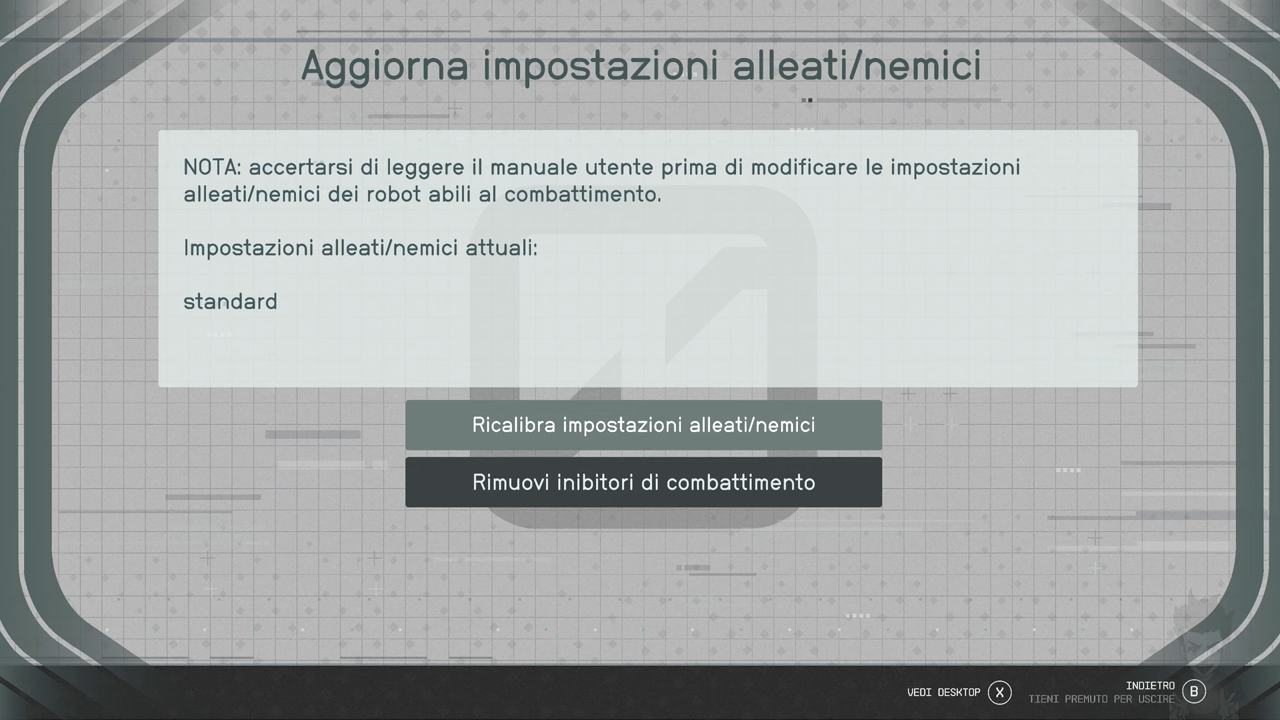 Aggiorna impostazioni alleati/nemici
NOTA: accertarsi di leggere il manuale utente prima di modificare le impostazioni
alleati/nemici dei robot abili al combattimento.
Impostazioni alleati/nemici attuali:
standard
Ricalibra impostazioni alleati/nemici
Rimuovi inibitori di combattimento
VEDI DESKTOP X
INDIETRO B
TIENI PREMUTO PER USCIRE